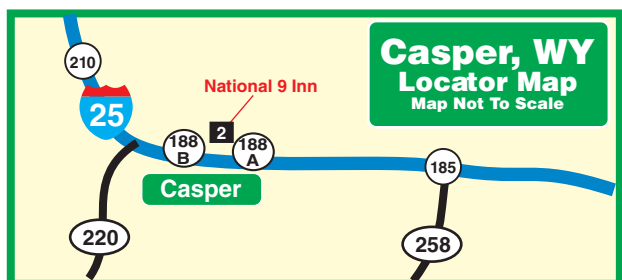 Casper, WY
Locator Map
Map Not To Scale
210
National 9 Inn
25
2
188
B
188
A
185
Casper
220
258